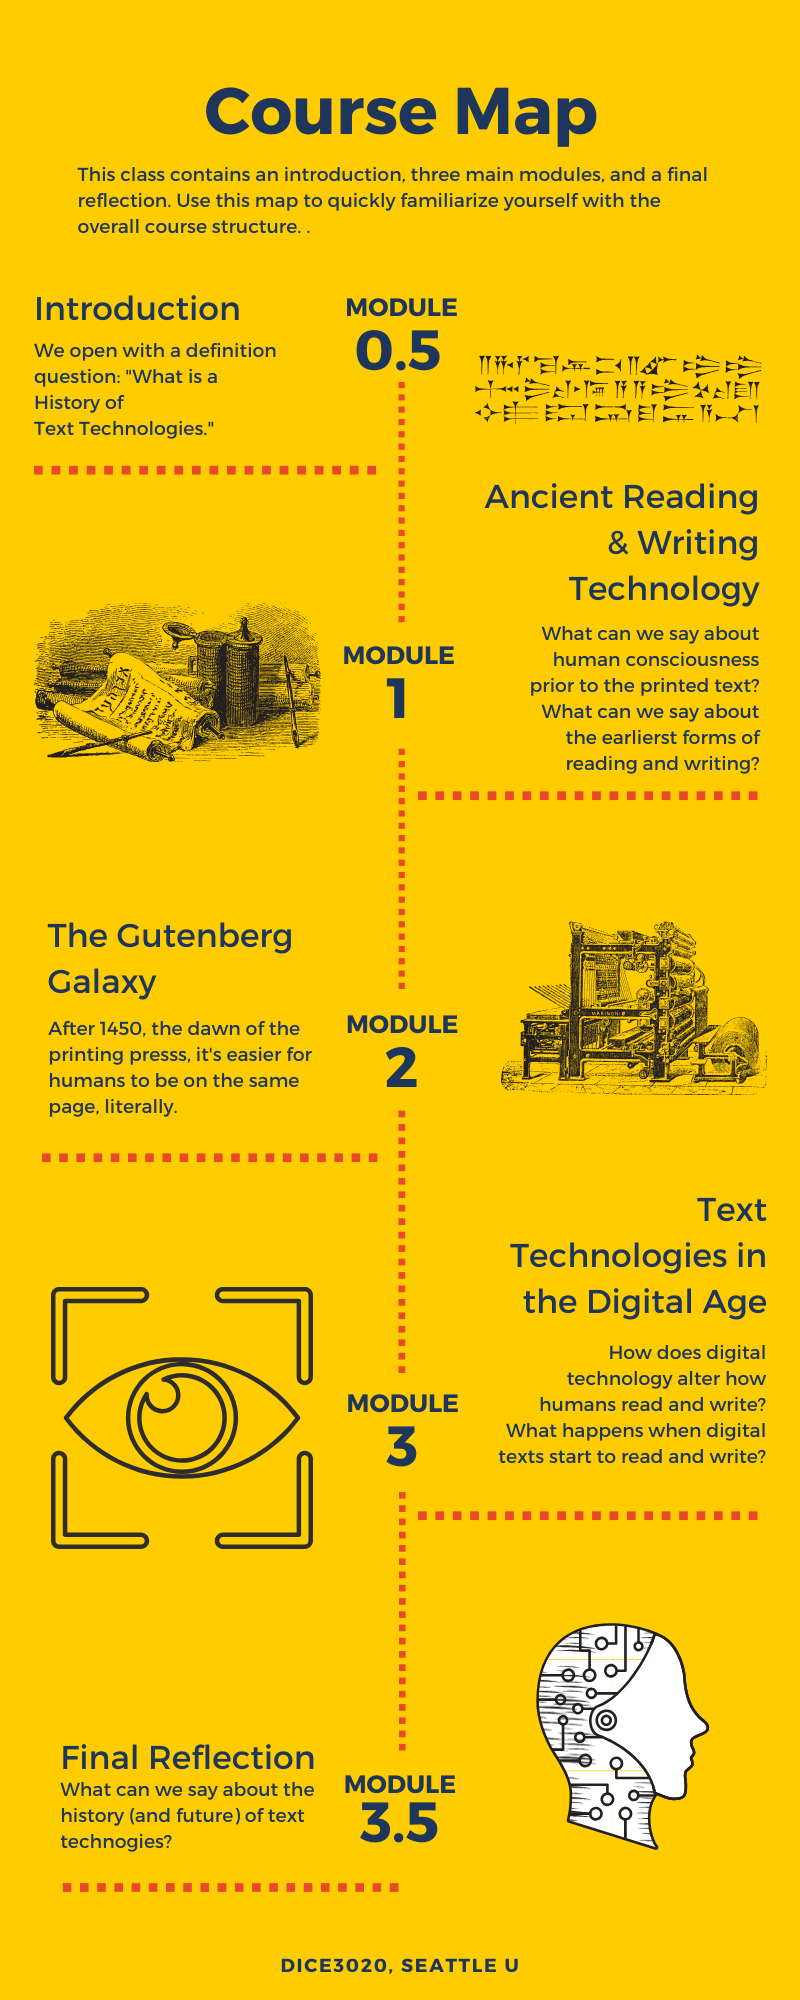 Course Map
This class contains an introduction, three main modules, and a final
reflection. Use this map to quickly familiarize yourself with the
overall course structure. .
Introduction
We open with a definition
question: "What is a
History of
Text Technologies."
MODULE
0.5
Ancient Reading
& Writing
Technology
What can we say about
human consciousness
prior to the printed text?
What can we say about
the earlierst forms of
reading and writing?
MODULE
1
The Gutenberg
Galaxy
After 1450, the dawn of the
printing presss, it's easier for
humans to be on the same
page, literally.
MODULE
2
MARINONI
Text
Technologies in
the Digital Age
How does digital
technology alter how
humans read and write?
What happens when digital
texts start to read and write?
MODULE
3
Final Reflection
What can we say about the
history (and future) of text
technogies?
MODULE
3.5
DICE3020, SEATTLE U